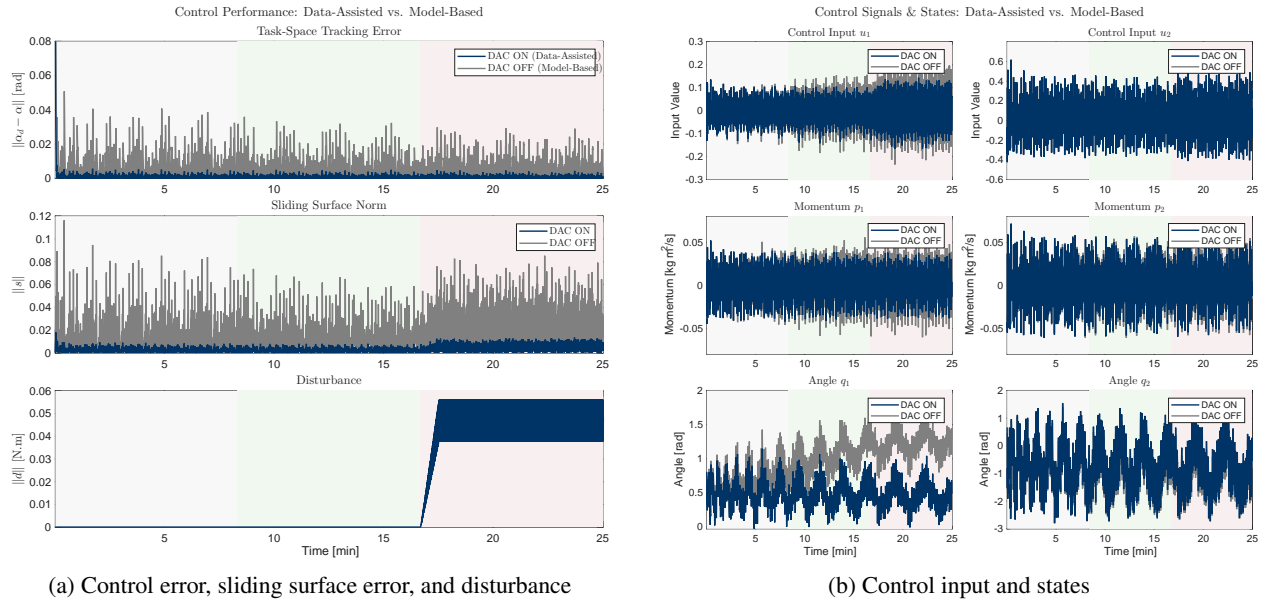 Control Performance: Data-Assisted vs. Model-Based
Task-Space Tracking Error
0.08
0.06
0.04
0.02
0
||α_d − α|| [rad]
DAC ON (Data-Assisted)
DAC OFF (Model-Based)
5 10 15 20 25
Sliding Surface Norm
0.12
0.1
0.08
0.06
0.04
0.02
0
||s||
DAC ON
DAC OFF
5 10 15 20 25
Disturbance
0.06
0.05
0.04
0.03
0.02
0.01
0
||d|| [N.m]
5 10 15 20 25
Time [min]
(a) Control error, sliding surface error, and disturbance
Control Signals & States: Data-Assisted vs. Model-Based
Control Input u₁
0.3
0.2
0.1
0
-0.1
-0.2
-0.3
Input Value
DAC ON
DAC OFF
5 10 15 20 25
Control Input u₂
0.6
0.4
0.2
0
-0.2
-0.4
-0.6
Input Value
DAC ON
DAC OFF
5 10 15 20 25
Momentum p₁
0.05
0
-0.05
Momentum [kg m²/s]
DAC ON
DAC OFF
5 10 15 20 25
Momentum p₂
0.05
0
-0.05
Momentum [kg m²/s]
DAC ON
DAC OFF
5 10 15 20 25
Angle q₁
2
1.5
1
0.5
0
Angle [rad]
DAC ON
DAC OFF
5 10 15 20 25
Time [min]
Angle q₂
2
1
0
-1
-2
-3
Angle [rad]
DAC ON
DAC OFF
5 10 15 20 25
Time [min]
(b) Control input and states